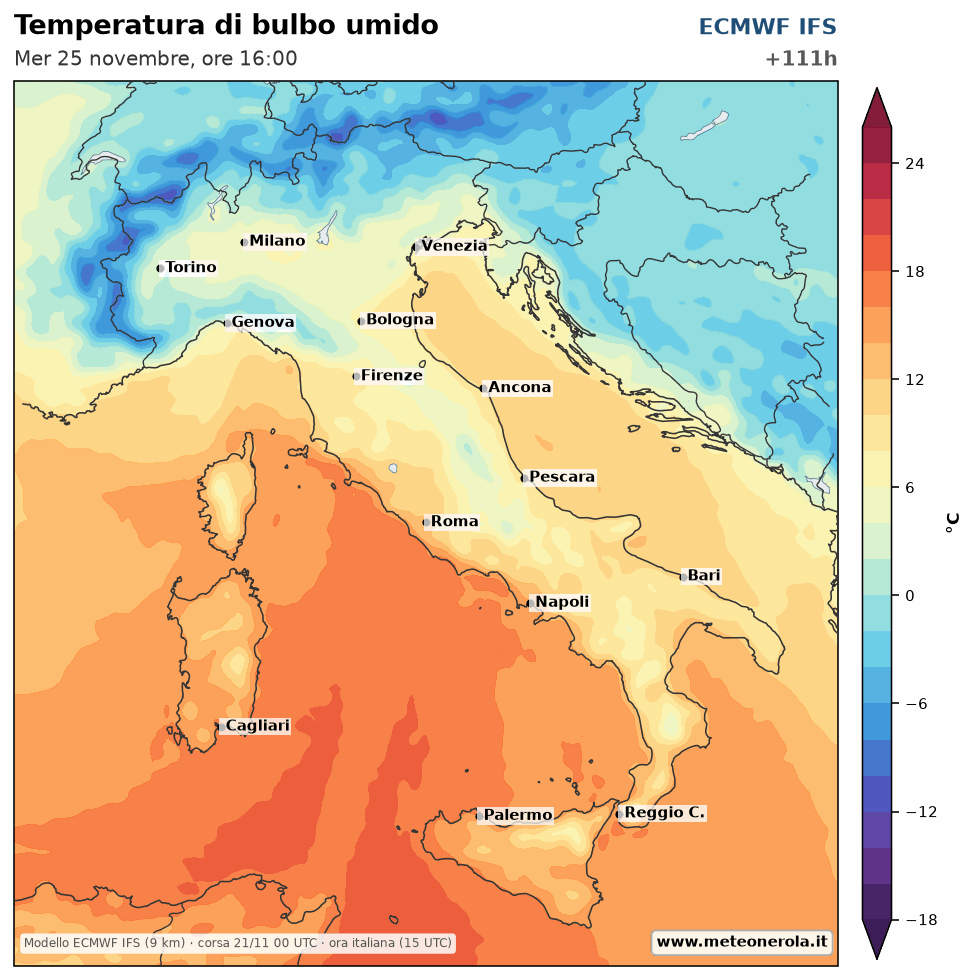 Temperatura di bulbo umido
ECMWF IFS
Mer 25 novembre, ore 16:00
+111h
Milano
Venezia
Torino
Genova
Bologna
Firenze
Ancona
Pescara
Roma
Bari
Napoli
Cagliari
Palermo
Reggio C.
24
18
12
6
0
−6
−12
−18
°C
Modello ECMWF IFS (9 km) · corsa 21/11 00 UTC · ora italiana (15 UTC)
www.meteonerola.it